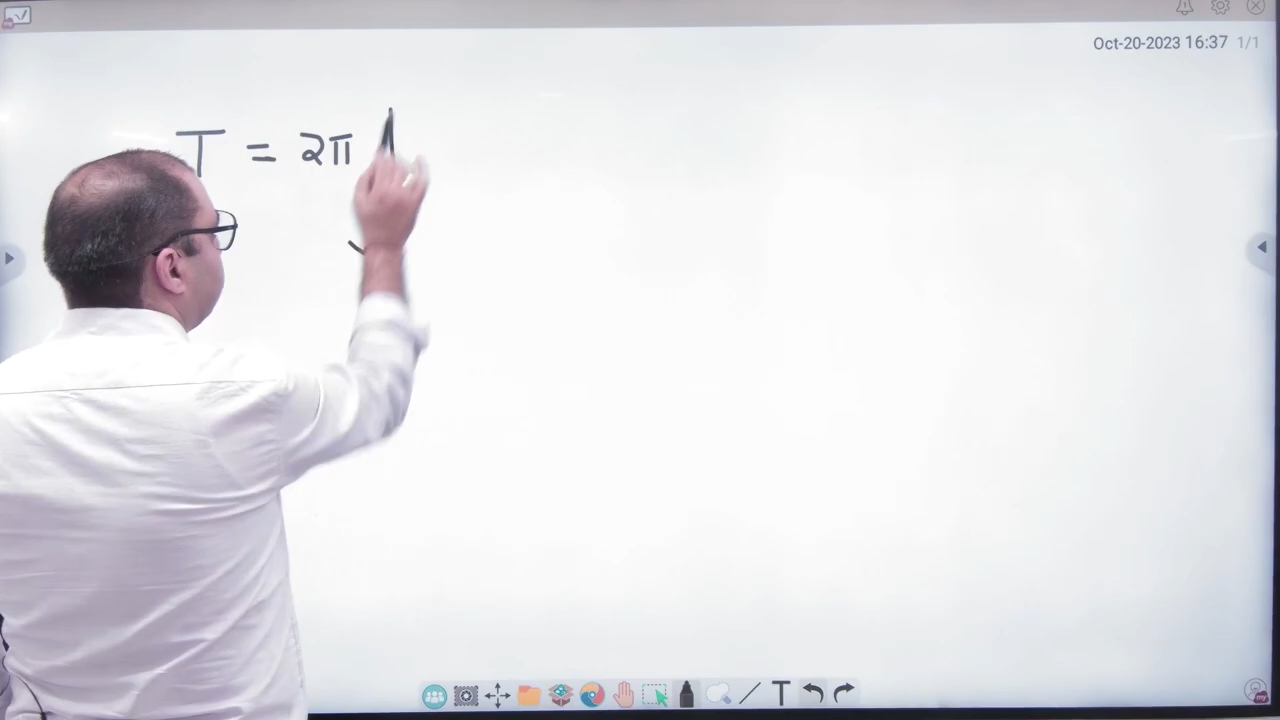 Oct-20-2023 16:37 1/1
T = 2π
T